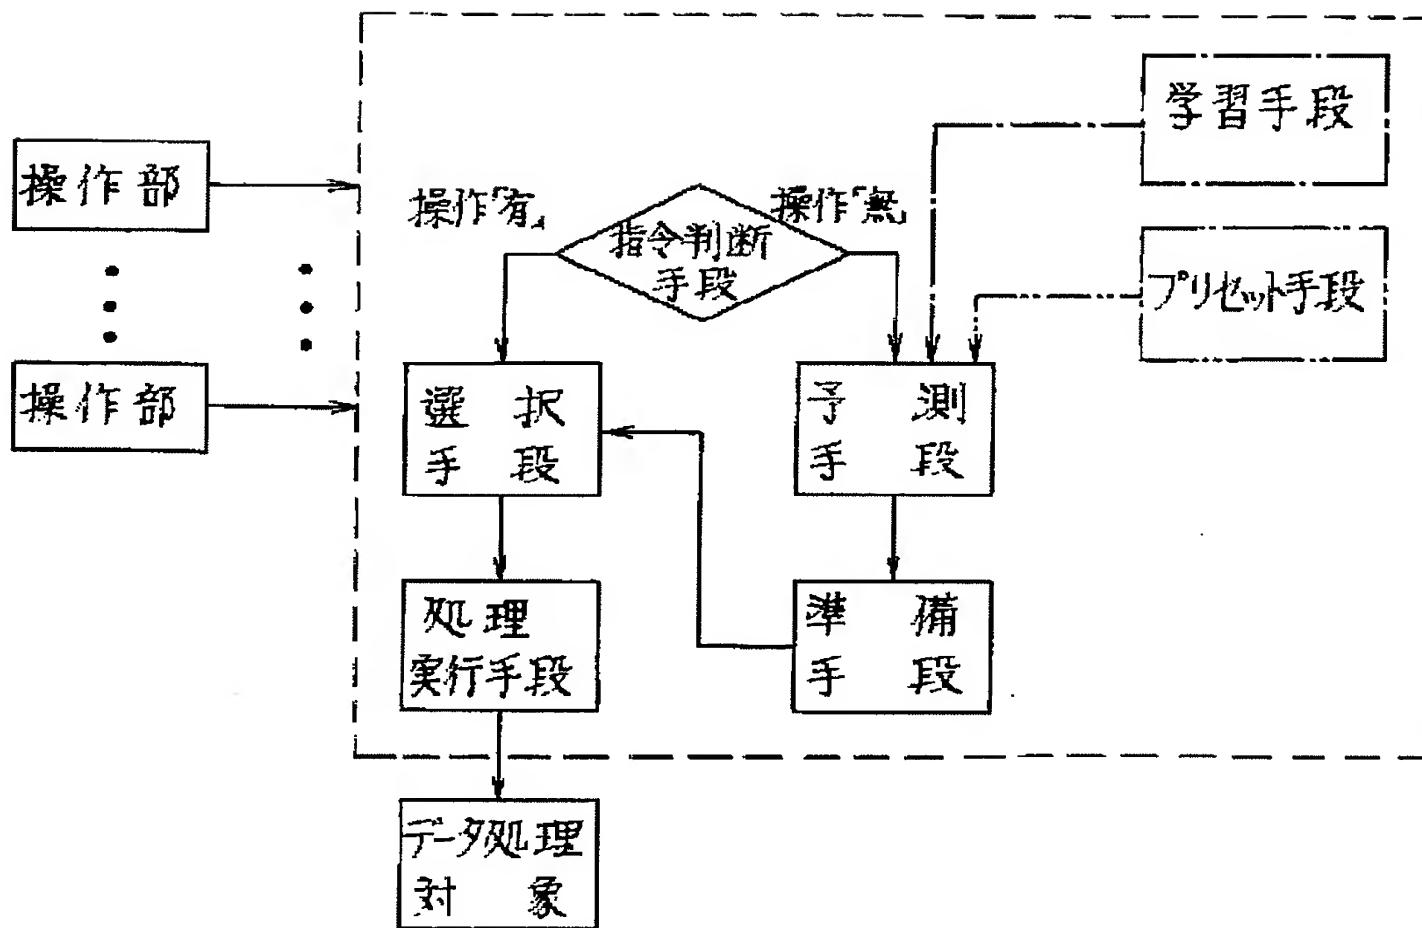 学習手段
操作部
操作「有」
操作「無」
指令判断
手段
プリセット手段
操作部
選択
手段
予測
手段
処理
実行手段
準備
手段
データ処理
対象